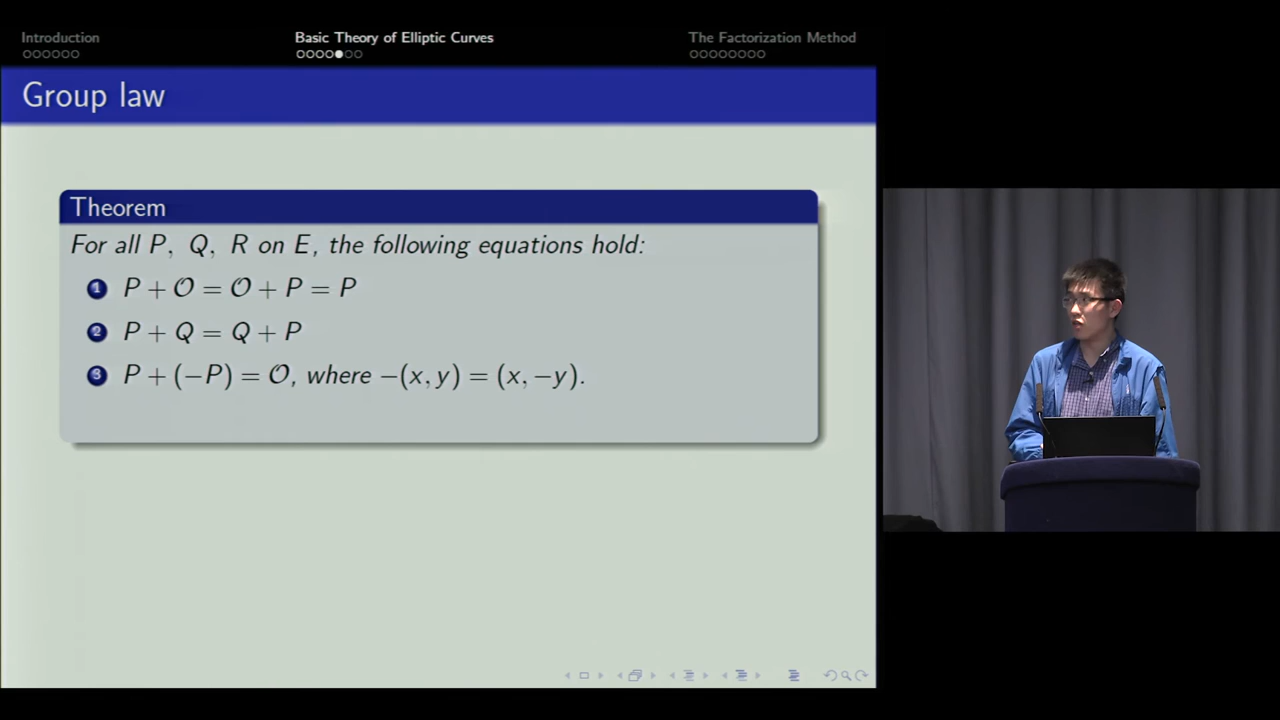 Introduction
Basic Theory of Elliptic Curves
The Factorization Method
Group law
Theorem
For all P, Q, R on E, the following equations hold:
1 P + 𝒪 = 𝒪 + P = P
2 P + Q = Q + P
3 P + (−P) = 𝒪, where −(x, y) = (x, −y).